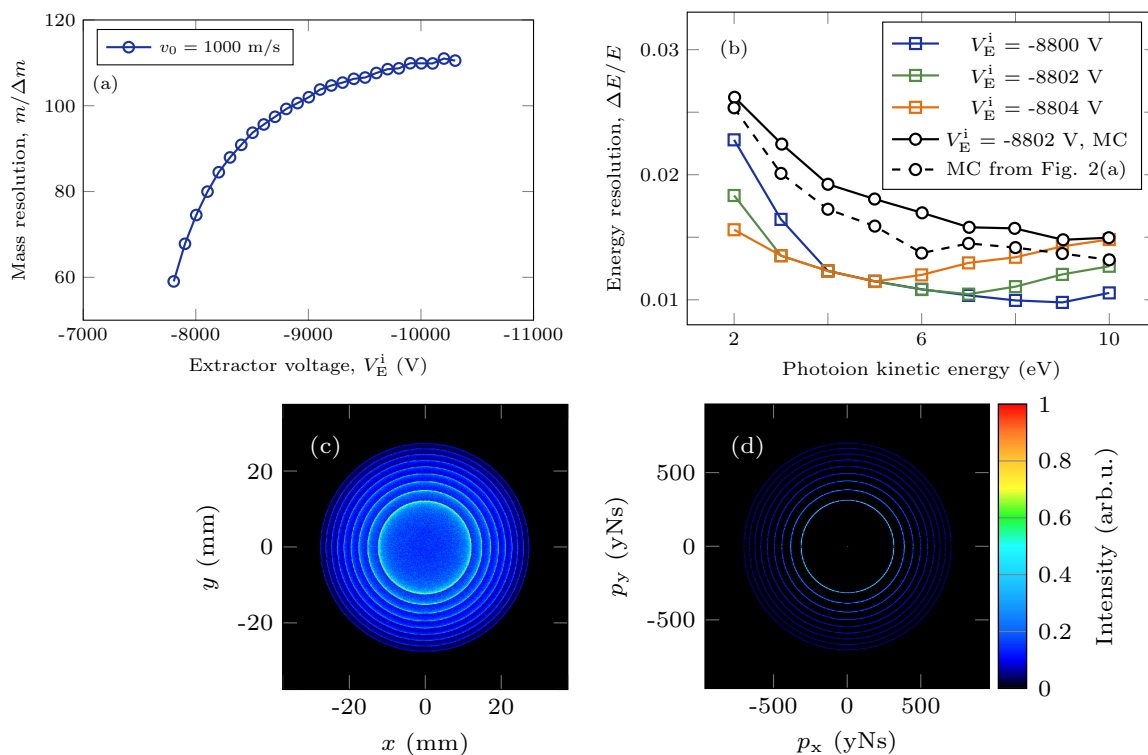 120
100
80
60
-7000
-8000
-9000
-10000
-11000
Mass resolution, m/Δm
Extractor voltage, V_E^i (V)
v₀ = 1000 m/s
(a)
0.03
0.02
0.01
2
6
10
Energy resolution, ΔE/E
Photoion kinetic energy (eV)
(b)
V_E^i = -8800 V
V_E^i = -8802 V
V_E^i = -8804 V
V_E^i = -8802 V, MC
MC from Fig. 2(a)
(c)
20
0
-20
-20
0
20
y (mm)
x (mm)
(d)
500
0
-500
-500
0
500
p_y (yNs)
p_x (yNs)
1
0.8
0.6
0.4
0.2
0
Intensity (arb.u.)